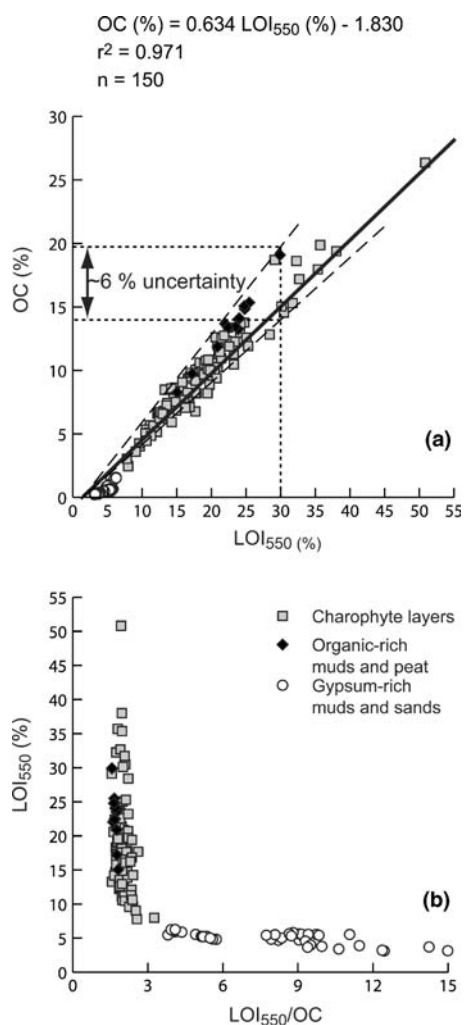 OC (%) = 0.634 LOI550 (%) - 1.830
r2 = 0.971
n = 150
30
25
20
15
10
5
0
OC (%)
~6 % uncertainty
(a)
0 5 10 15 20 25 30 35 40 45 50 55
LOI550 (%)
55
50
45
40
35
30
25
20
15
10
5
0
LOI550 (%)
Charophyte layers
Organic-rich
muds and peat
Gypsum-rich
muds and sands
(b)
0 3 6 9 12 15
LOI550/OC